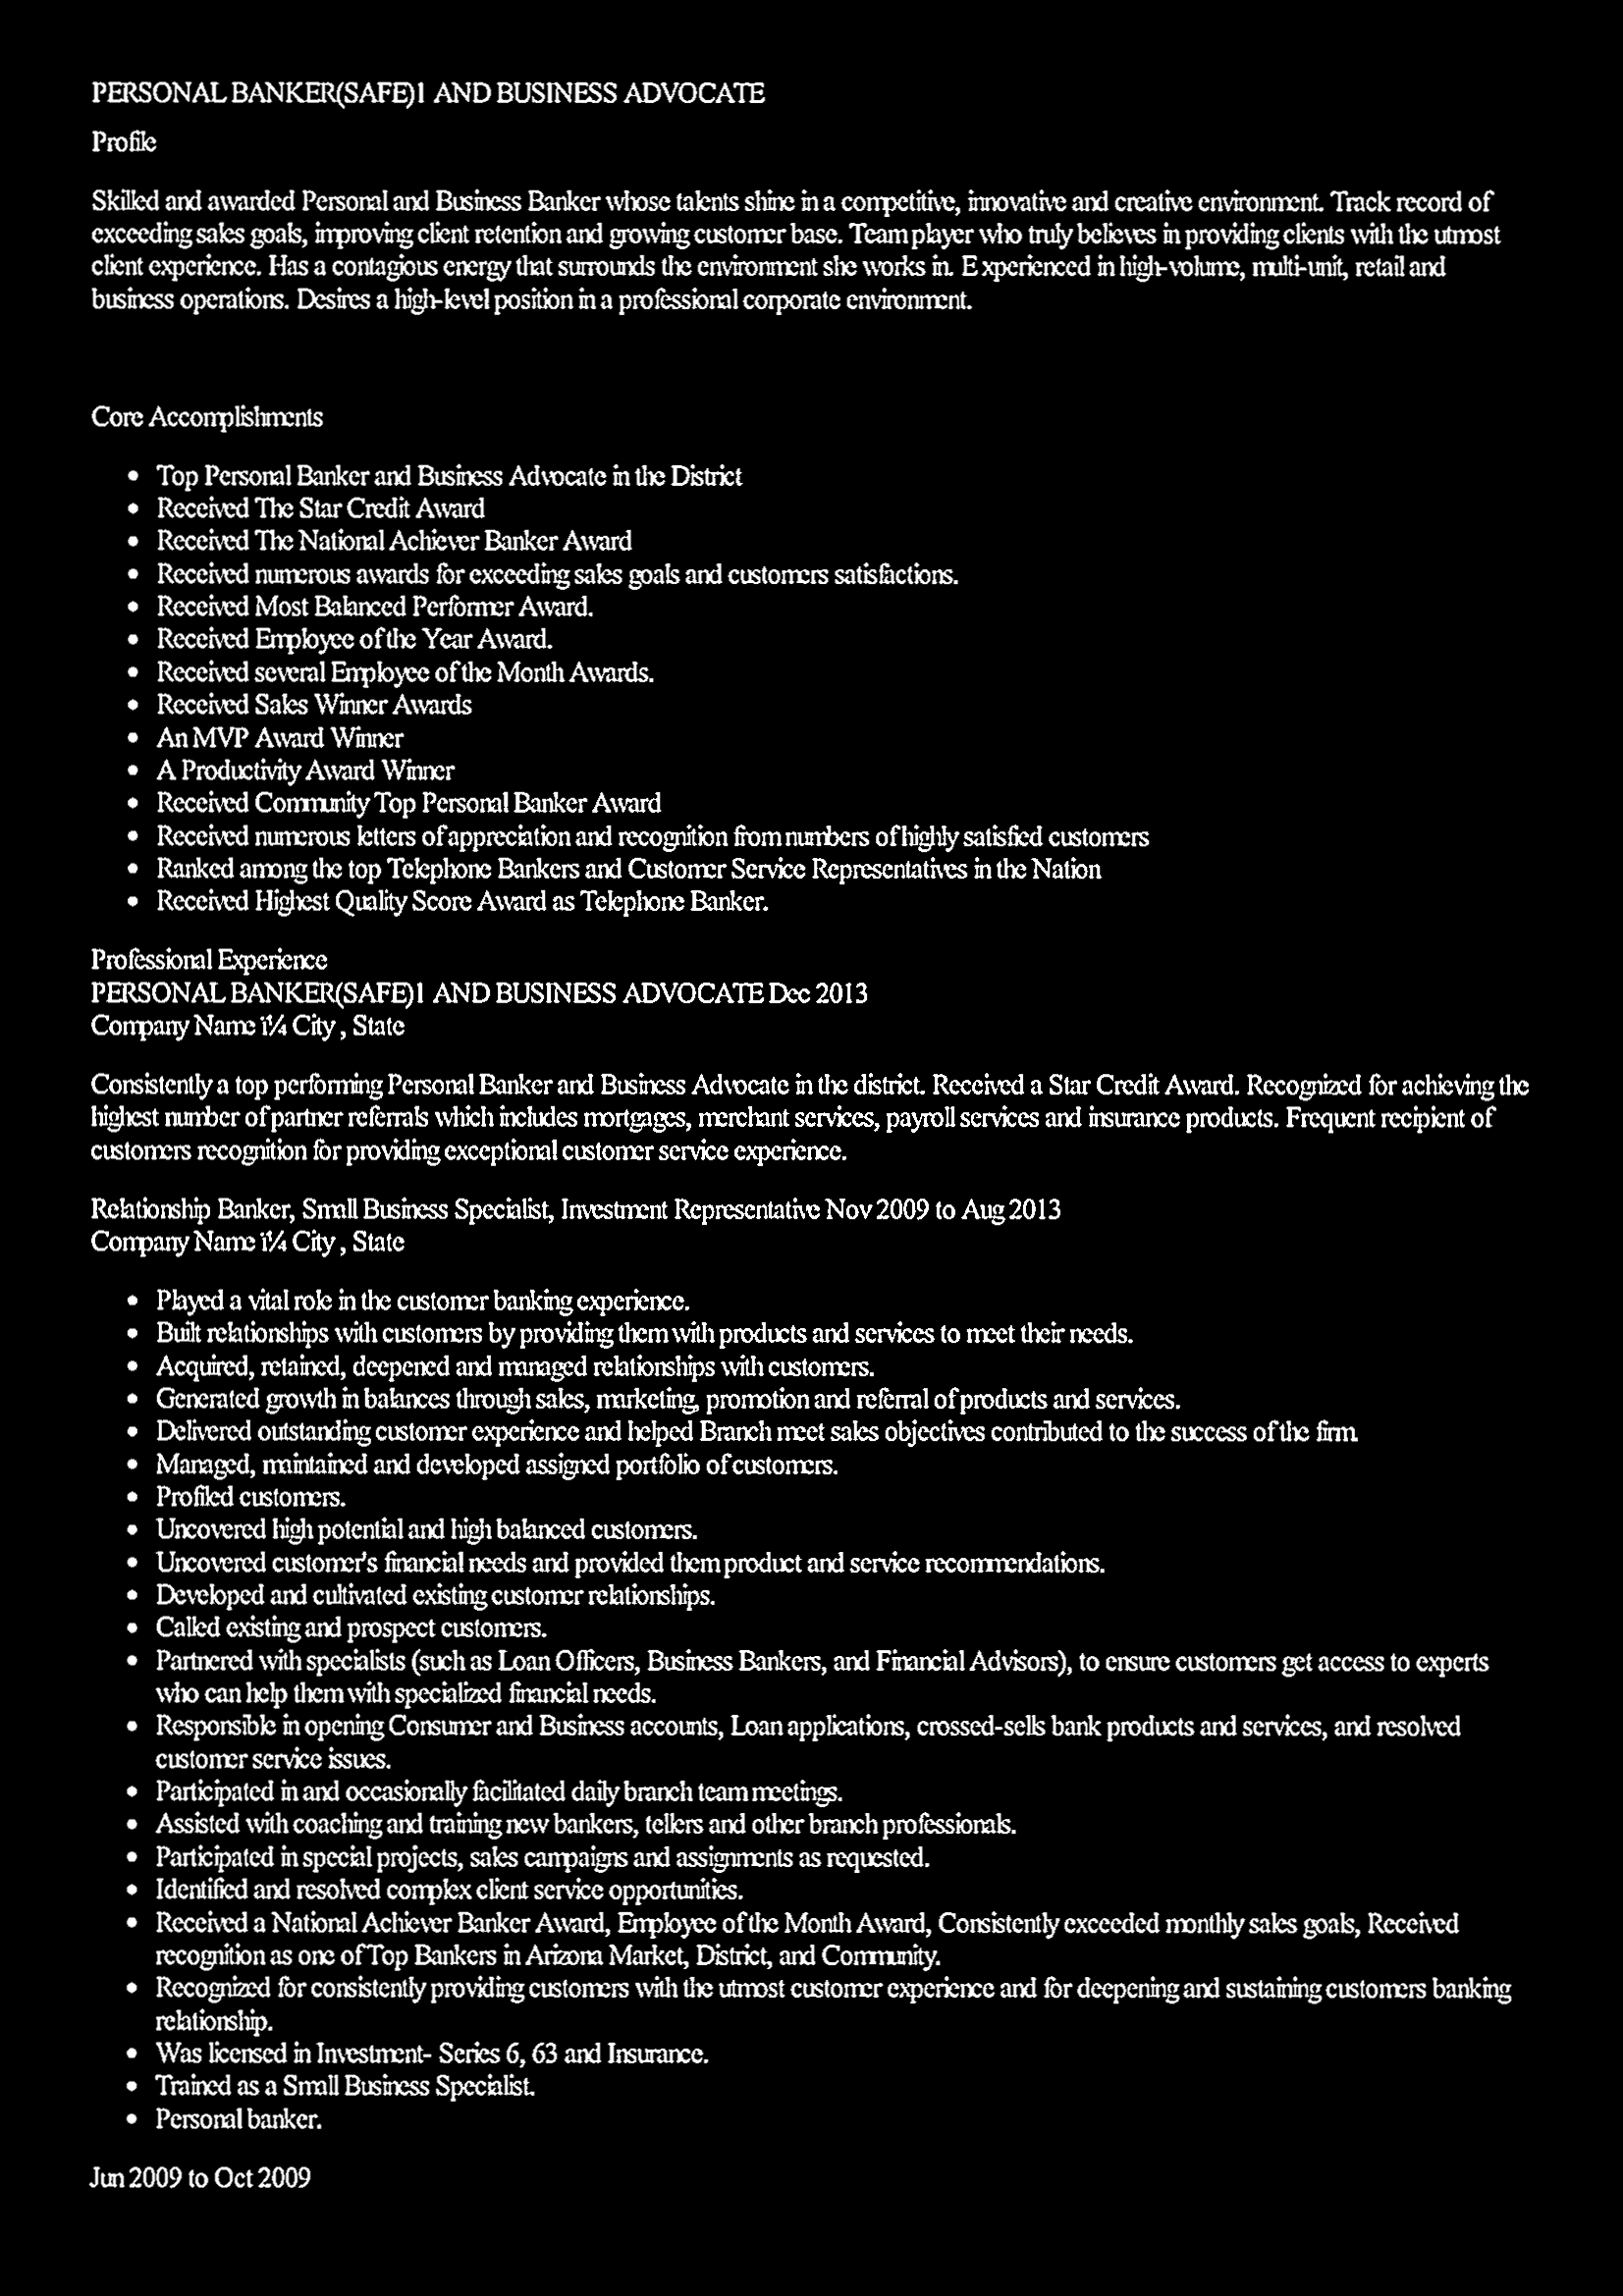 PERSONAL BANKER(SAFE)1 AND BUSINESS ADVOCATE
Profile
Skilled and awarded Personal and Business Banker whose talents shine in a competitive, innovative and creative environment. Track record of
exceeding sales goals, improving client retention and growing customer base. Team player who truly believes in providing clients with the utmost
client experience. Has a contagious energy that surrounds the environment she works in. Experienced in high-volume, multi-unit, retail and
business operations. Desires a high-level position in a professional corporate environment.
Core Accomplishments
• Top Personal Banker and Business Advocate in the District
• Received The Star Credit Award
• Received The National Achiever Banker Award
• Received numerous awards for exceeding sales goals and customers satisfactions.
• Received Most Balanced Performer Award.
• Received Employee of the Year Award.
• Received several Employee of the Month Awards.
• Received Sales Winner Awards
• An MVP Award Winner
• A Productivity Award Winner
• Received Community Top Personal Banker Award
• Received numerous letters of appreciation and recognition from numbers of highly satisfied customers
• Ranked among the top Telephone Bankers and Customer Service Representatives in the Nation
• Received Highest Quality Score Award as Telephone Banker.
Professional Experience
PERSONAL BANKER(SAFE)1 AND BUSINESS ADVOCATE Dec 2013
Company Name ï¼ City , State
Consistently a top performing Personal Banker and Business Advocate in the district. Received a Star Credit Award. Recognized for achieving the
highest number of partner referrals which includes mortgages, merchant services, payroll services and insurance products. Frequent recipient of
customers recognition for providing exceptional customer service experience.
Relationship Banker, Small Business Specialist, Investment Representative Nov 2009 to Aug 2013
Company Name ï¼ City , State
• Played a vital role in the customer banking experience.
• Built relationships with customers by providing them with products and services to meet their needs.
• Acquired, retained, deepened and managed relationships with customers.
• Generated growth in balances through sales, marketing, promotion and referral of products and services.
• Delivered outstanding customer experience and helped Branch meet sales objectives contributed to the success of the firm.
• Managed, maintained and developed assigned portfolio of customers.
• Profiled customers.
• Uncovered high potential and high balanced customers.
• Uncovered customer's financial needs and provided them product and service recommendations.
• Developed and cultivated existing customer relationships.
• Called existing and prospect customers.
• Partnered with specialists (such as Loan Officers, Business Bankers, and Financial Advisors), to ensure customers get access to experts
who can help them with specialized financial needs.
• Responsible in opening Consumer and Business accounts, Loan applications, crossed-sells bank products and services, and resolved
customer service issues.
• Participated in and occasionally facilitated daily branch team meetings.
• Assisted with coaching and training new bankers, tellers and other branch professionals.
• Participated in special projects, sales campaigns and assignments as requested.
• Identified and resolved complex client service opportunities.
• Received a National Achiever Banker Award, Employee of the Month Award, Consistently exceeded monthly sales goals, Received
recognition as one of Top Bankers in Arizona Market, District, and Community.
• Recognized for consistently providing customers with the utmost customer experience and for deepening and sustaining customers banking
relationship.
• Was licensed in Investment- Series 6, 63 and Insurance.
• Trained as a Small Business Specialist.
• Personal banker.
Jun 2009 to Oct 2009